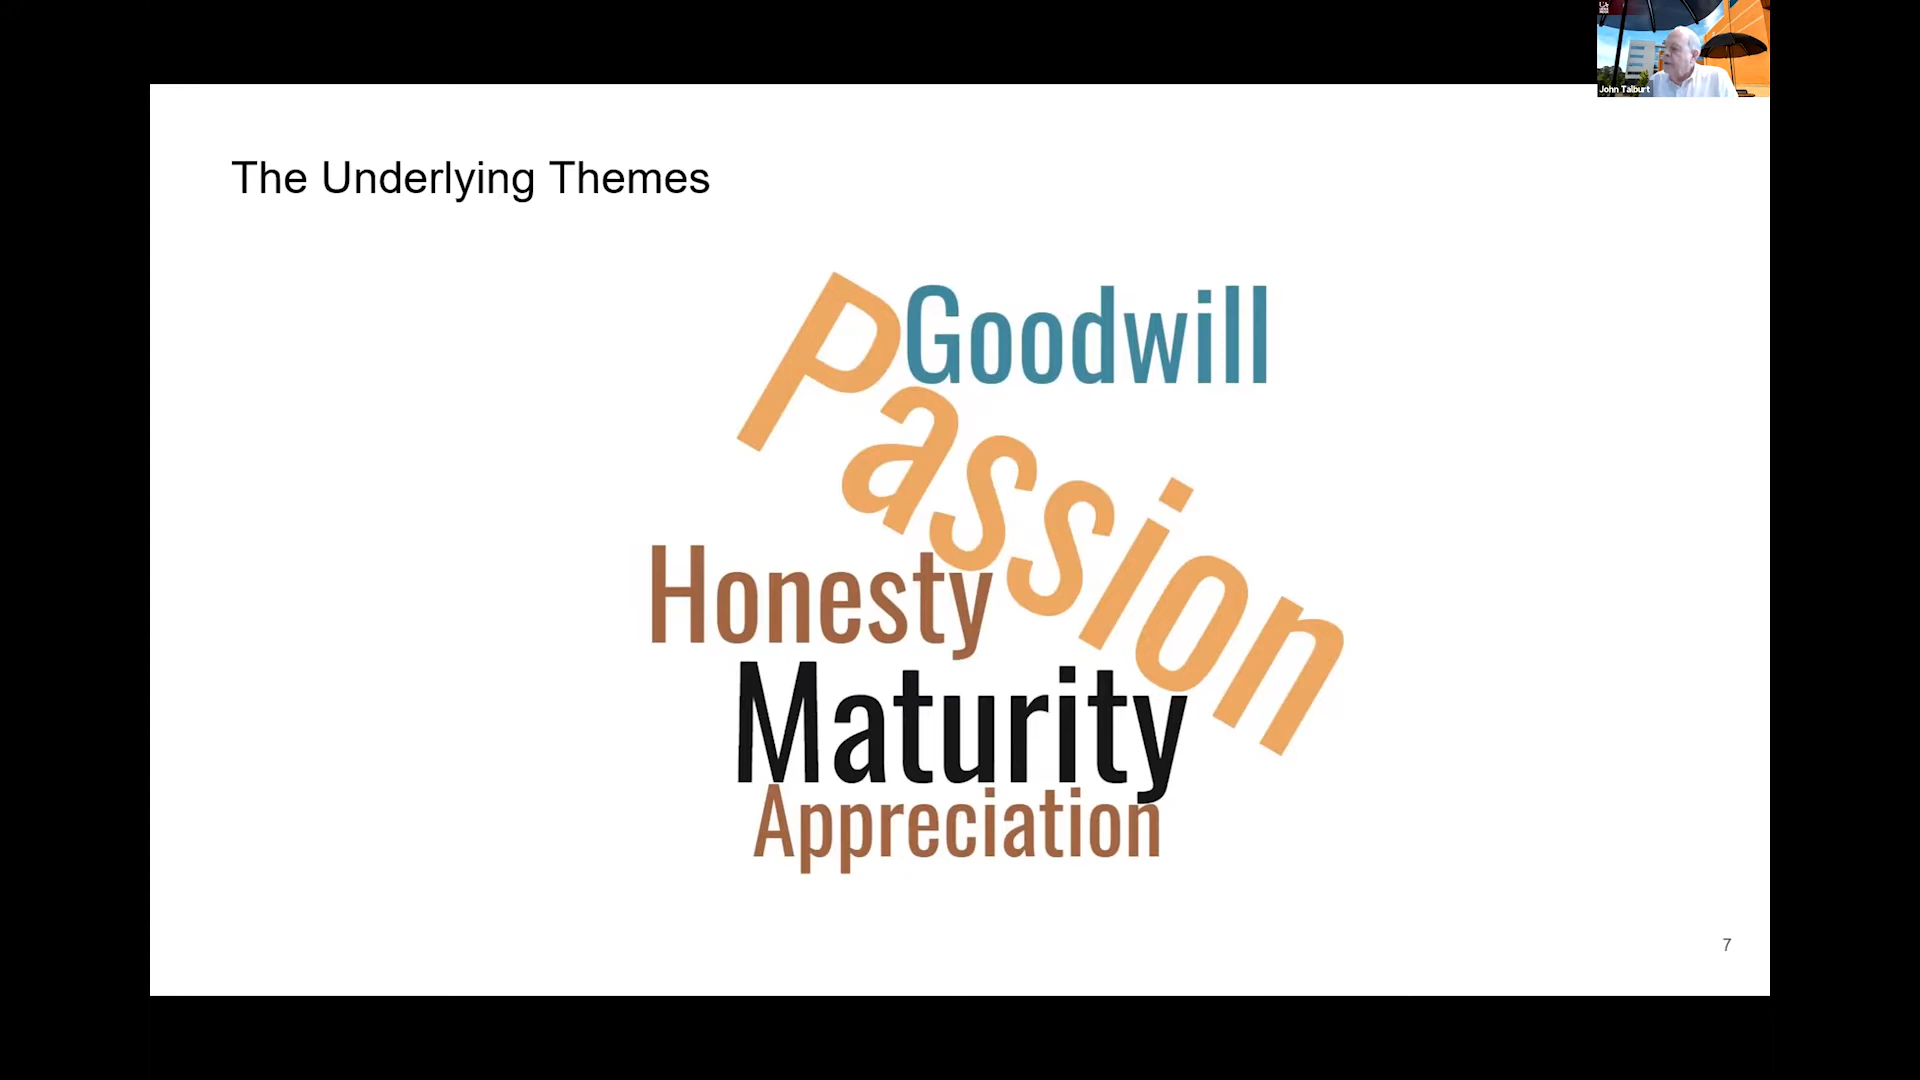 John Talburt
The Underlying Themes
Goodwill
Passion
Honesty
Maturity
Appreciation
7